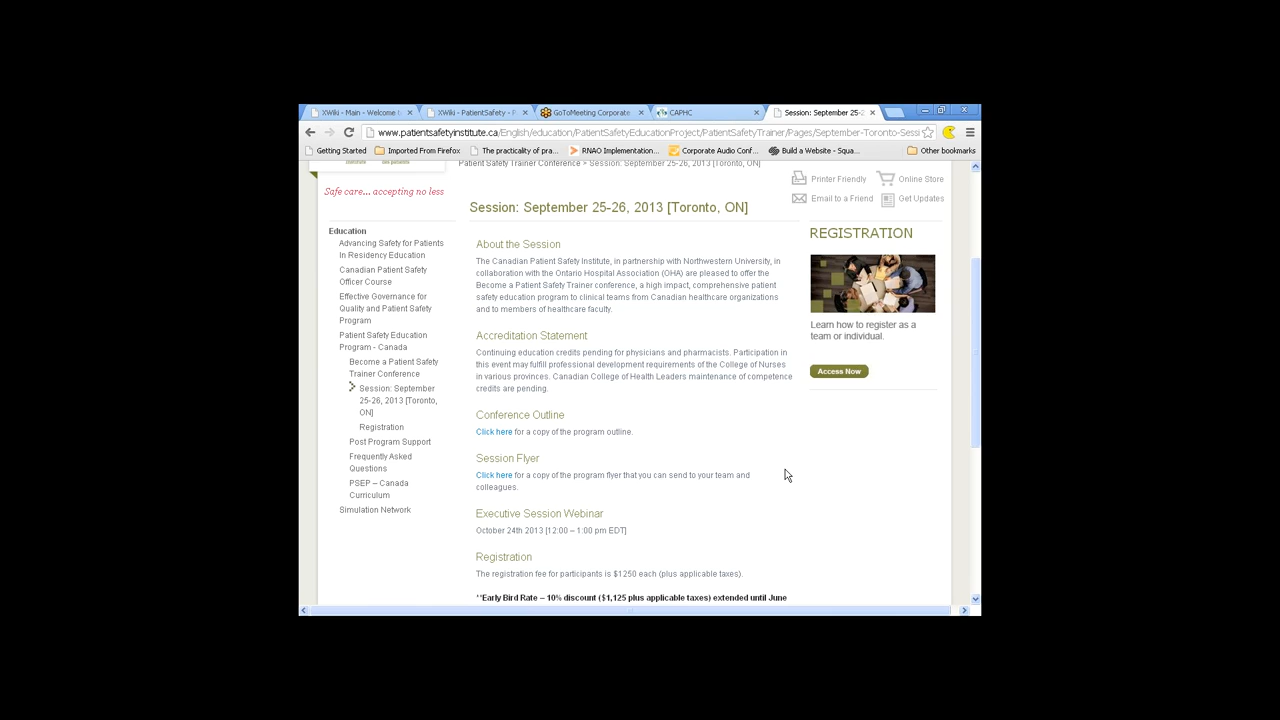 XWiki - Main - Welcome t
XWiki - PatientSafety - P
GoToMeeting Corporate
CAPHC
Session: September 25-2
www.patientsafetyinstitute.ca/English/education/PatientSafetyEducationProject/PatientSafetyTrainer/Pages/September-Toronto-Sessi
Getting Started
Imported From Firefox
The practicality of pra...
RNAO Implementation...
Corporate Audio Conf...
Build a Website - Squa...
Other bookmarks
Patient Safety Trainer Conference > Session: September 25-26, 2013 [Toronto, ON]
Safe care... accepting no less
Printer Friendly
Online Store
Email to a Friend
Get Updates
Session: September 25-26, 2013 [Toronto, ON]
Education
Advancing Safety for Patients
In Residency Education
Canadian Patient Safety
Officer Course
Effective Governance for
Quality and Patient Safety
Program
Patient Safety Education
Program - Canada
Become a Patient Safety
Trainer Conference
Session: September
25-26, 2013 [Toronto,
ON]
Registration
Post Program Support
Frequently Asked
Questions
PSEP – Canada
Curriculum
Simulation Network
About the Session
The Canadian Patient Safety Institute, in partnership with Northwestern University, in
collaboration with the Ontario Hospital Association (OHA) are pleased to offer the
Become a Patient Safety Trainer conference, a high impact, comprehensive patient
safety education program to clinical teams from Canadian healthcare organizations
and to members of healthcare faculty.
Accreditation Statement
Continuing education credits pending for physicians and pharmacists. Participation in
this event may fulfill professional development requirements of the College of Nurses
in various provinces. Canadian College of Health Leaders maintenance of competence
credits are pending.
Conference Outline
Click here for a copy of the program outline.
Session Flyer
Click here for a copy of the program flyer that you can send to your team and
colleagues.
Executive Session Webinar
October 24th 2013 [12:00 – 1:00 pm EDT]
Registration
The registration fee for participants is $1250 each (plus applicable taxes).
**Early Bird Rate – 10% discount ($1,125 plus applicable taxes) extended until June
REGISTRATION
Learn how to register as a
team or individual.
Access Now